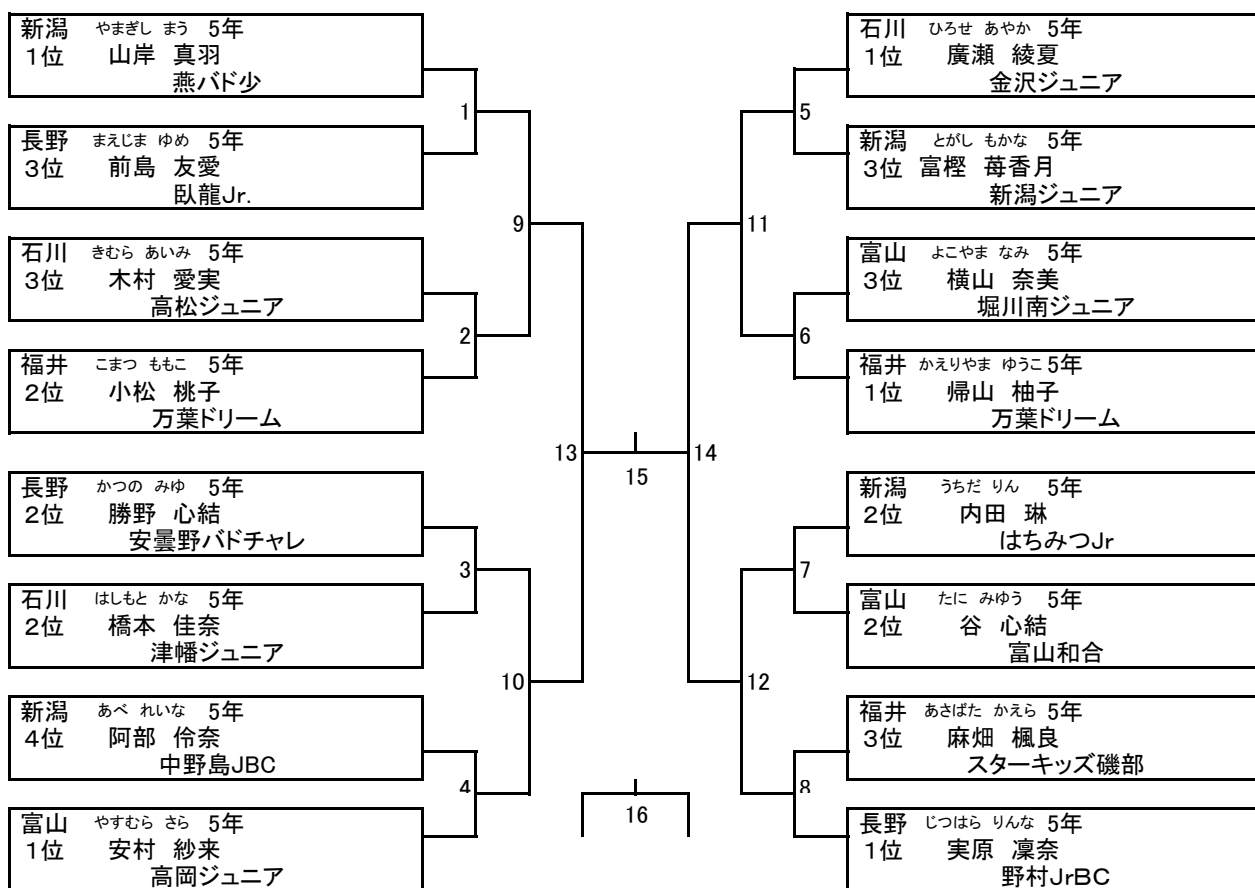 新潟 やまぎし まう 5年
1位 山岸 真羽
燕バド少
長野 まえじま ゆめ 5年
3位 前島 友愛
臥龍Jr.
石川 きむら あいみ 5年
3位 木村 愛実
高松ジュニア
福井 こまつ ももこ 5年
2位 小松 桃子
万葉ドリーム
長野 かつの みゆ 5年
2位 勝野 心結
安曇野バドチャレ
石川 はしもと かな 5年
2位 橋本 佳奈
津幡ジュニア
新潟 あべ れいな 5年
4位 阿部 伶奈
中野島JBC
富山 やすむら さら 5年
1位 安村 紗来
高岡ジュニア
1
2
3
4
9
10
13
15
16
14
11
12
5
6
7
8
石川 ひろせ あやか 5年
1位 廣瀬 綾夏
金沢ジュニア
新潟 とがし もかな 5年
3位 富樫 苺香月
新潟ジュニア
富山 よこやま なみ 5年
3位 横山 奈美
堀川南ジュニア
福井 かえりやま ゆうこ 5年
1位 帰山 柚子
万葉ドリーム
新潟 うちだ りん 5年
2位 内田 琳
はちみつJr
富山 たに みゆう 5年
2位 谷 心結
富山和合
福井 あさばた かえら 5年
3位 麻畑 楓良
スターキッズ磯部
長野 じつはら りんな 5年
1位 実原 凜奈
野村JrBC